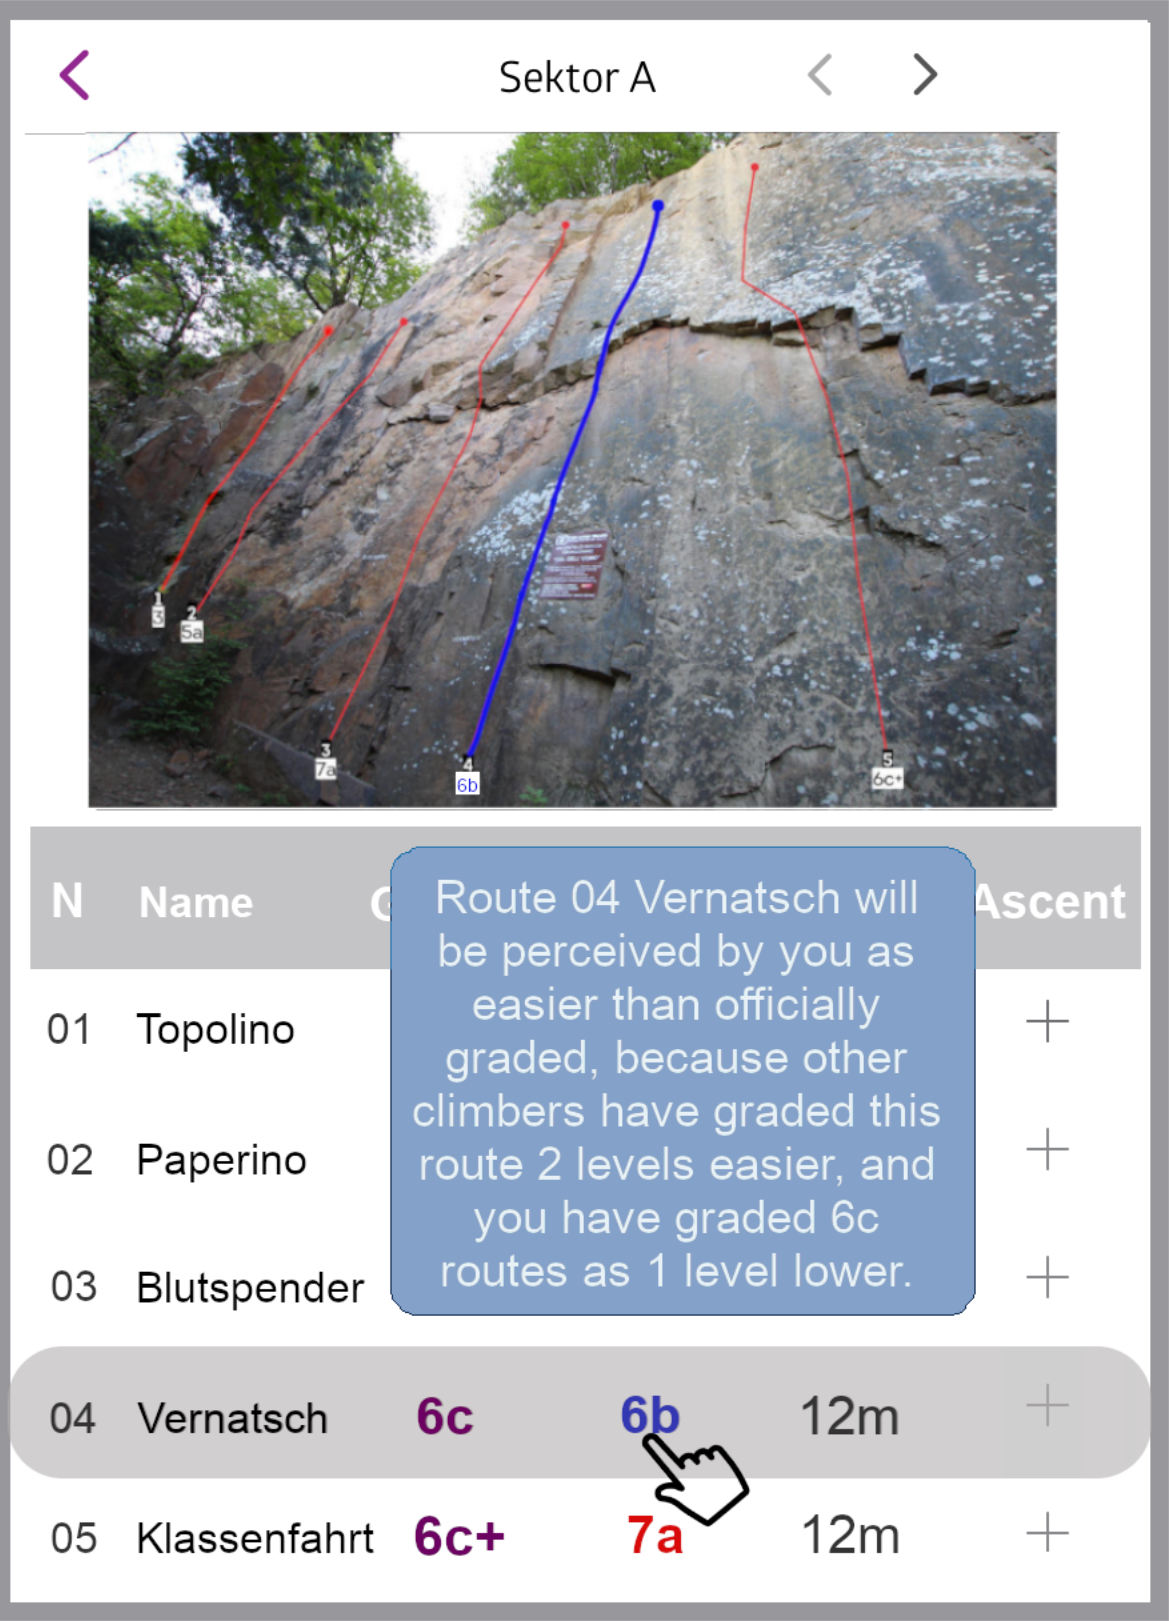 Sektor A
1
3
2
5a
3
7a
4
6b
5
6c+
N Name G Ascent
Route 04 Vernatsch will
be perceived by you as
easier than officially
graded, because other
climbers have graded this
route 2 levels easier, and
you have graded 6c
routes as 1 level lower.
01 Topolino +
02 Paperino +
03 Blutspender +
04 Vernatsch 6c 6b 12m +
05 Klassenfahrt 6c+ 7a 12m +